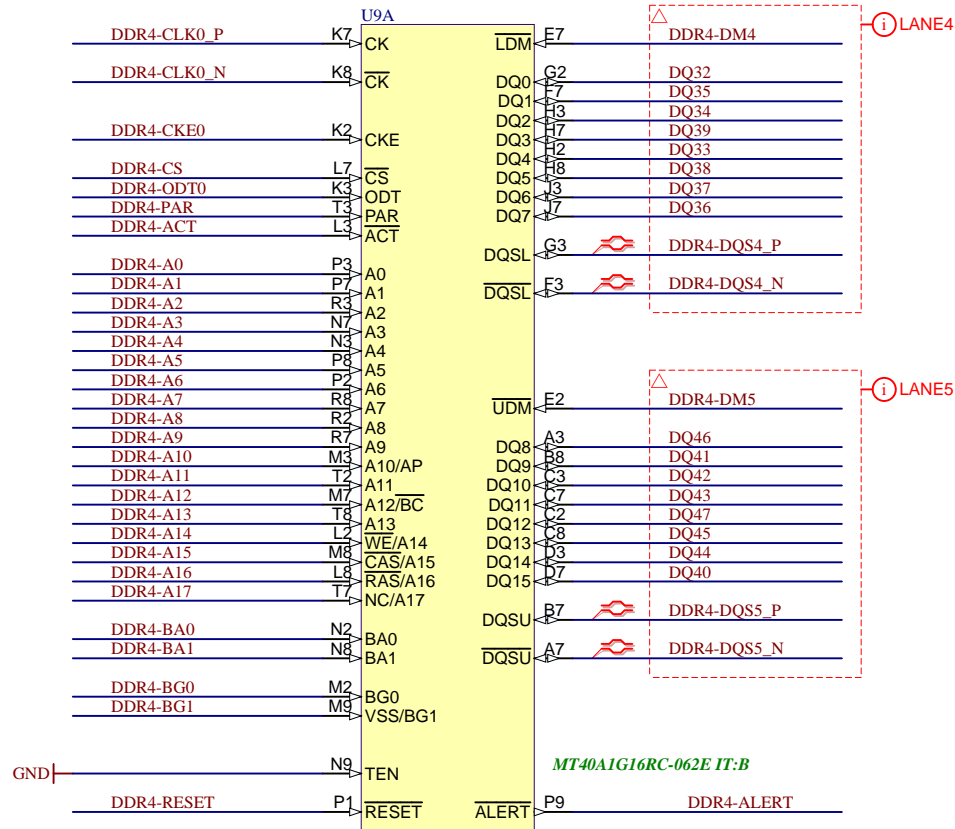 U9A
DDR4-CLK0_P K7 CK LDM E7 DDR4-DM4 LANE4
DDR4-CLK0_N K8 CK DQ0 G2 DQ32
DQ1 F7 DQ35
DQ2 H3 DQ34
DDR4-CKE0 K2 CKE DQ3 H7 DQ39
DQ4 H2 DQ33
DDR4-CS L7 CS DQ5 H8 DQ38
DDR4-ODT0 K3 ODT DQ6 J3 DQ37
DDR4-PAR T3 PAR DQ7 J7 DQ36
DDR4-ACT L3 ACT
DQSL G3 DDR4-DQS4_P
DDR4-A0 P3 A0
DDR4-A1 P7 A1 DQSL F3 DDR4-DQS4_N
DDR4-A2 R3 A2
DDR4-A3 N7 A3
DDR4-A4 N3 A4
DDR4-A5 P8 A5
DDR4-A6 P2 A6 LANE5
DDR4-A7 R8 A7 UDM E2 DDR4-DM5
DDR4-A8 R2 A8
DDR4-A9 R7 A9 DQ8 A3 DQ46
DDR4-A10 M3 A10/AP DQ9 B8 DQ41
DDR4-A11 T2 A11 DQ10 C3 DQ42
DDR4-A12 M7 A12/BC DQ11 C7 DQ43
DDR4-A13 T8 A13 DQ12 C2 DQ47
DDR4-A14 L2 WE/A14 DQ13 C8 DQ45
DDR4-A15 M8 CAS/A15 DQ14 D3 DQ44
DDR4-A16 L8 RAS/A16 DQ15 D7 DQ40
DDR4-A17 T7 NC/A17
DQSU B7 DDR4-DQS5_P
DDR4-BA0 N2 BA0
DDR4-BA1 N8 BA1 DQSU A7 DDR4-DQS5_N
DDR4-BG0 M2 BG0
DDR4-BG1 M9 VSS/BG1
GND N9 TEN MT40A1G16RC-062E IT:B
DDR4-RESET P1 RESET ALERT P9 DDR4-ALERT